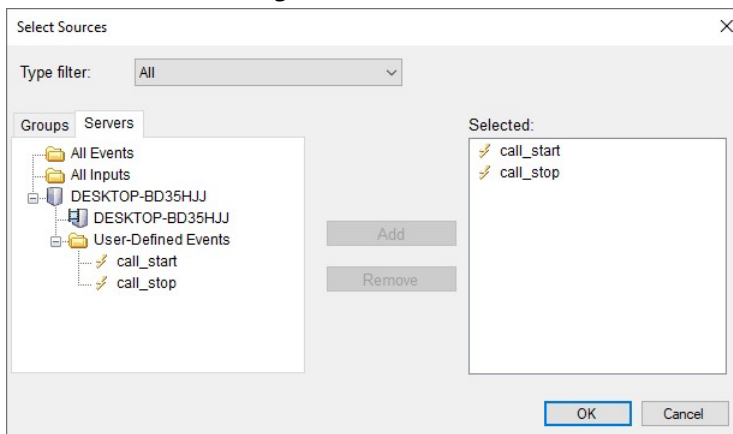 Select Sources
Type filter:
All
Groups
Servers
All Events
All Inputs
DESKTOP-BD35HJJ
DESKTOP-BD35HJJ
User-Defined Events
call_start
call_stop
Add
Remove
Selected:
call_start
call_stop
OK
Cancel